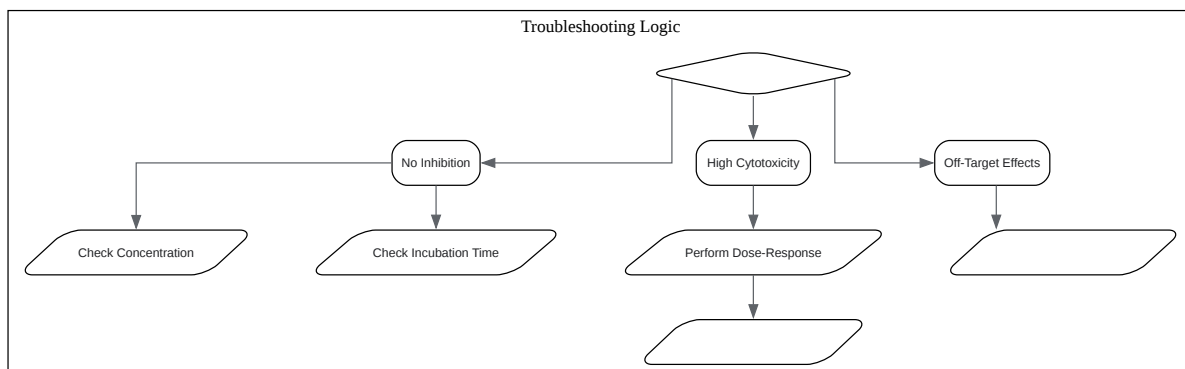 Troubleshooting Logic
No Inhibition
High Cytotoxicity
Off-Target Effects
Check Concentration
Check Incubation Time
Perform Dose-Response